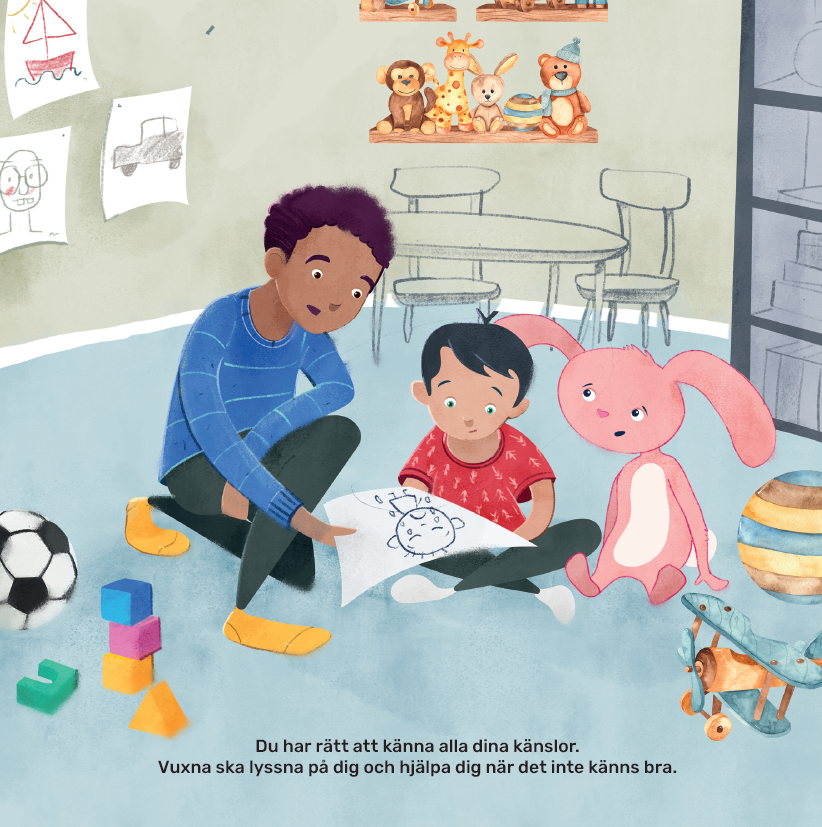 Du har rätt att känna alla dina känslor.
Vuxna ska lyssna på dig och hjälpa dig när det inte känns bra.